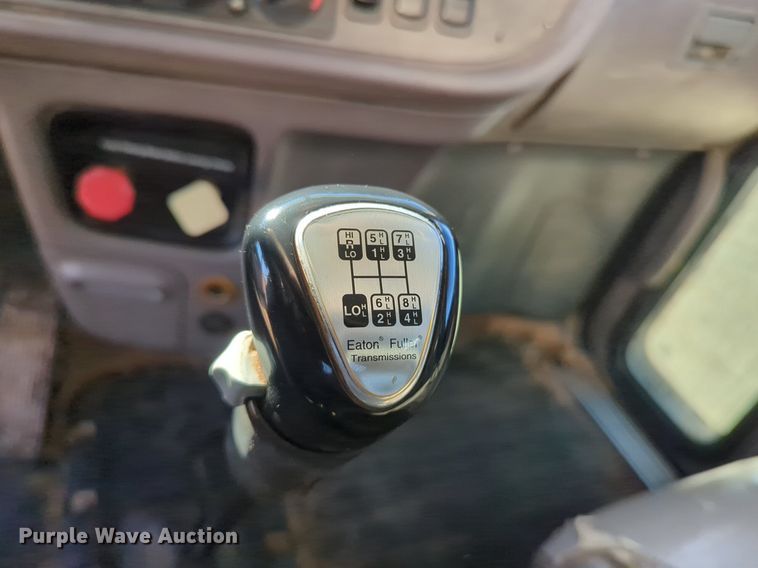 HI 5 H L 7 H L
R 1 H L 3 H L
LO
LO H L 6 H L 8 H L
2 H L 4 H L
Eaton® Fuller®
Transmissions
Purple Wave Auction